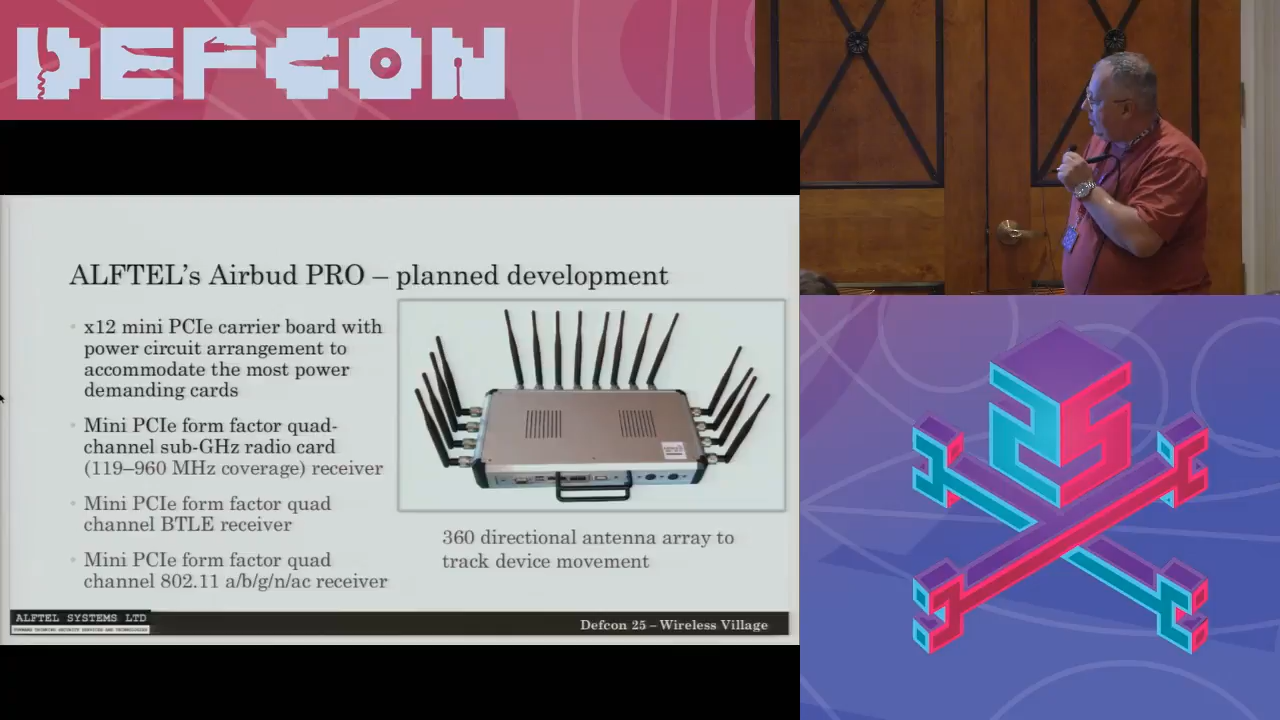 DEFCON
ALFTEL's Airbud PRO – planned development
x12 mini PCIe carrier board with
power circuit arrangement to
accommodate the most power
demanding cards
Mini PCIe form factor quad-
channel sub-GHz radio card
(119–960 MHz coverage) receiver
Mini PCIe form factor quad
channel BTLE receiver
Mini PCIe form factor quad
channel 802.11 a/b/g/n/ac receiver
360 directional antenna array to
track device movement
ALFTEL SYSTEMS LTD
Defcon 25 – Wireless Village
25